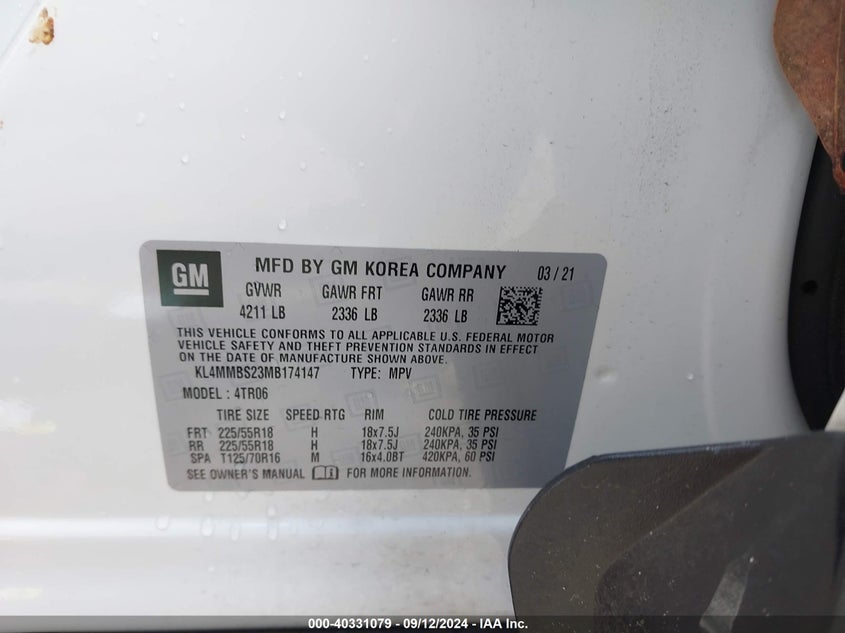 GM
MFD BY GM KOREA COMPANY 03 / 21
GVWR GAWR FRT GAWR RR
4211 LB 2336 LB 2336 LB
THIS VEHICLE CONFORMS TO ALL APPLICABLE U.S. FEDERAL MOTOR
VEHICLE SAFETY AND THEFT PREVENTION STANDARDS IN EFFECT
ON THE DATE OF MANUFACTURE SHOWN ABOVE.
KL4MMBS23MB174147 TYPE: MPV
MODEL : 4TR06
TIRE SIZE SPEED RTG RIM COLD TIRE PRESSURE
FRT 225/55R18 H 18x7.5J 240KPA, 35 PSI
RR 225/55R18 H 18x7.5J 240KPA, 35 PSI
SPA T125/70R16 M 16x4.0BT 420KPA, 60 PSI
SEE OWNER'S MANUAL FOR MORE INFORMATION.
000-40331079 - 09/12/2024 - IAA Inc.